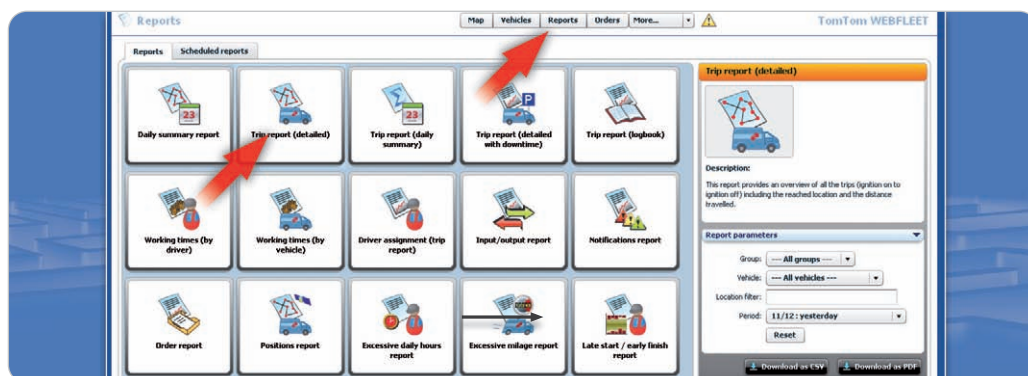 Reports
Map Vehicles Reports Orders More...
TomTom WEBFLEET
Reports Scheduled reports
Daily summary report
Trip report (detailed)
Trip report (daily
summary)
Trip report (detailed
with downtime)
Trip report (logbook)
Working times (by
driver)
Working times (by
vehicle)
Driver assignment (trip
report)
Input/output report
Notifications report
Order report
Positions report
Excessive daily hours
report
Excessive milage report
Late start / early finish
report
23
23
P
Trip report (detailed)
Description:
This report provides an overview of all the trips (ignition on to
ignition off) including the reached location and the distance
travelled.
Report parameters
Group: --- All groups ---
Vehicle: --- All vehicles ---
Location filter:
Period: 11/12 : yesterday
Reset
Download as CSV Download as PDF